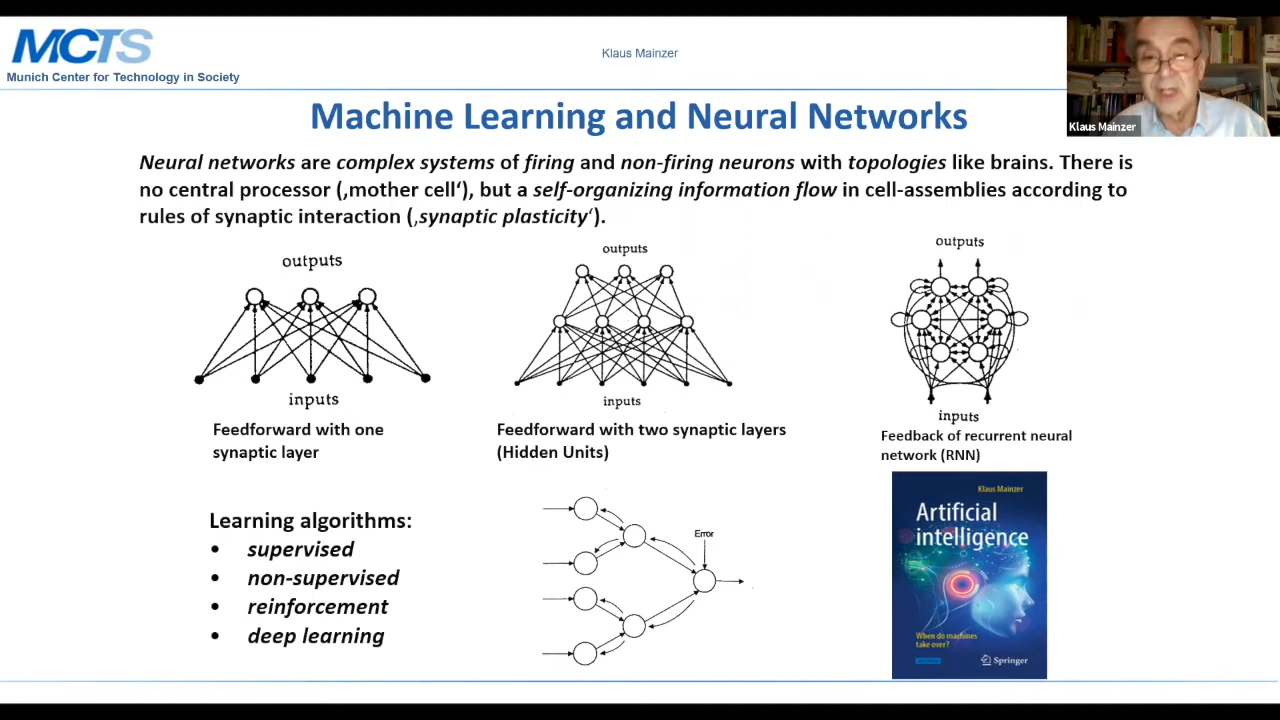 MCTS
Munich Center for Technology in Society
Klaus Mainzer
Klaus Mainzer
Machine Learning and Neural Networks
Neural networks are complex systems of firing and non-firing neurons with topologies like brains. There is
no central processor (‚mother cell‘), but a self-organizing information flow in cell-assemblies according to
rules of synaptic interaction (‚synaptic plasticity‘).
outputs
inputs
Feedforward with one
synaptic layer
outputs
inputs
Feedforward with two synaptic layers
(Hidden Units)
outputs
inputs
Feedback of recurrent neural
network (RNN)
Learning algorithms:
• supervised
• non-supervised
• reinforcement
• deep learning
Error
Klaus Mainzer
Artificial
intelligence
When do machines
take over?
Springer